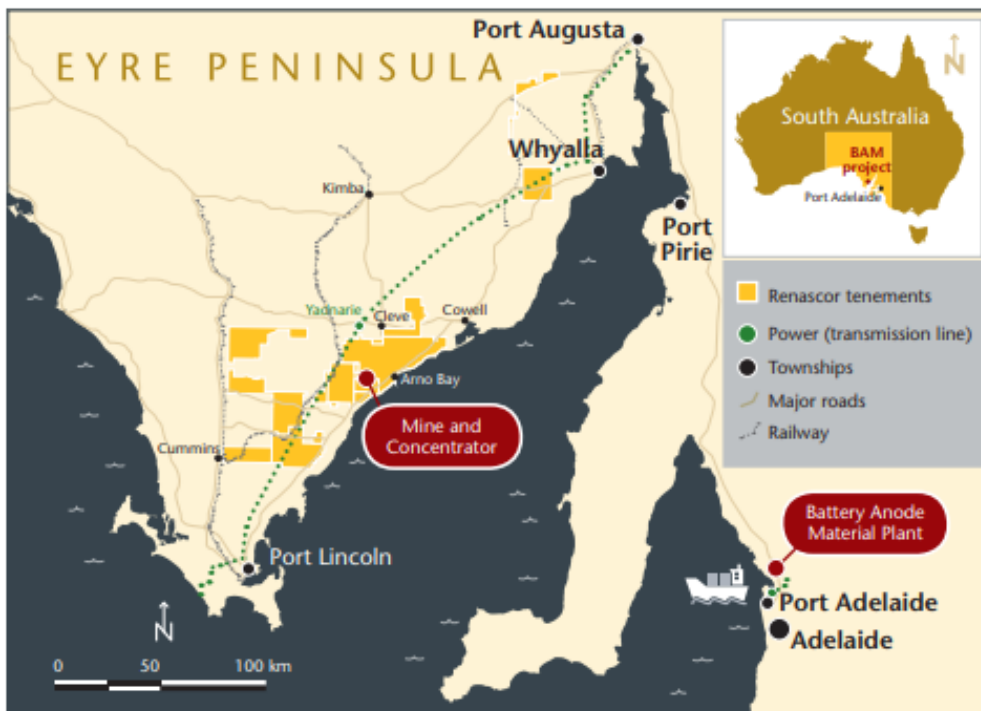 Port Augusta
EYRE PENINSULA
N
South Australia
BAM
project
Port Adelaide
Whyalla
Kimba
Port
Pirie
Renascor tenements
Power (transmission line)
Townships
Major roads
Railway
Yadnarie
Cleve
Cowell
Arno Bay
Mine and
Concentrator
Cummins
Battery Anode
Material Plant
Port Lincoln
Port Adelaide
Adelaide
N
0 50 100 km